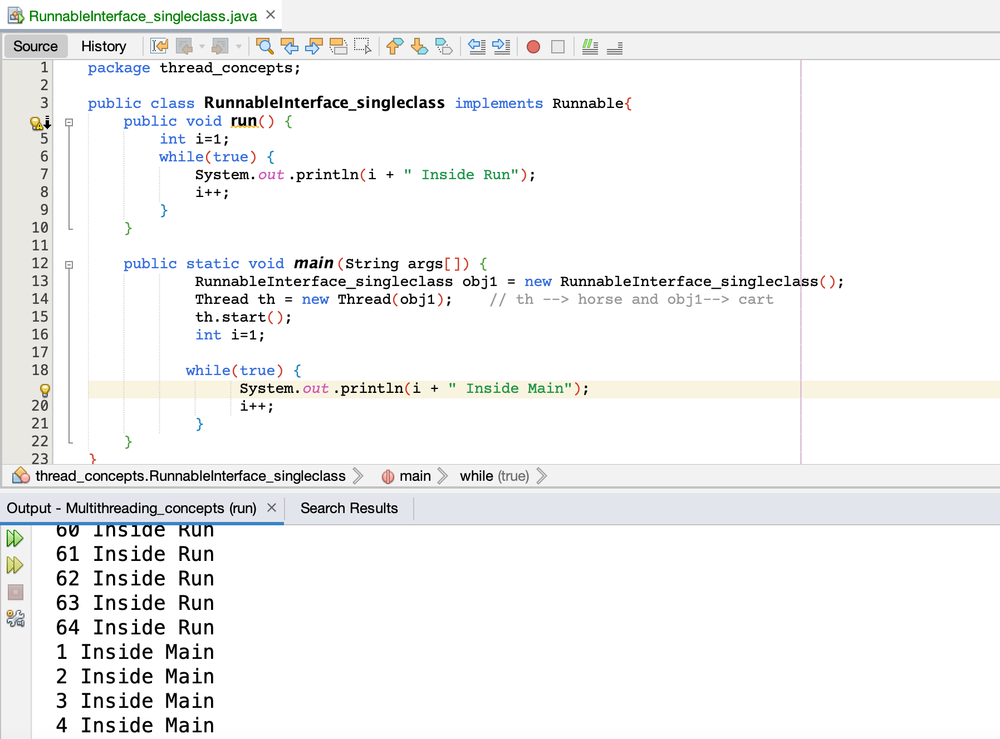 RunnableInterface_singleclass.java
Source History
1 package thread_concepts;
2
3 public class RunnableInterface_singleclass implements Runnable{
public void run() {
5 int i=1;
6 while(true) {
7 System.out.println(i + " Inside Run");
8 i++;
9 }
10 }
11
12 public static void main(String args[]) {
13 RunnableInterface_singleclass obj1 = new RunnableInterface_singleclass();
14 Thread th = new Thread(obj1); // th --> horse and obj1--> cart
15 th.start();
16 int i=1;
17
18 while(true) {
System.out.println(i + " Inside Main");
20 i++;
21 }
22 }
23 }
thread_concepts.RunnableInterface_singleclass main while (true)
Output - Multithreading_concepts (run) Search Results
60 Inside Run
61 Inside Run
62 Inside Run
63 Inside Run
64 Inside Run
1 Inside Main
2 Inside Main
3 Inside Main
4 Inside Main